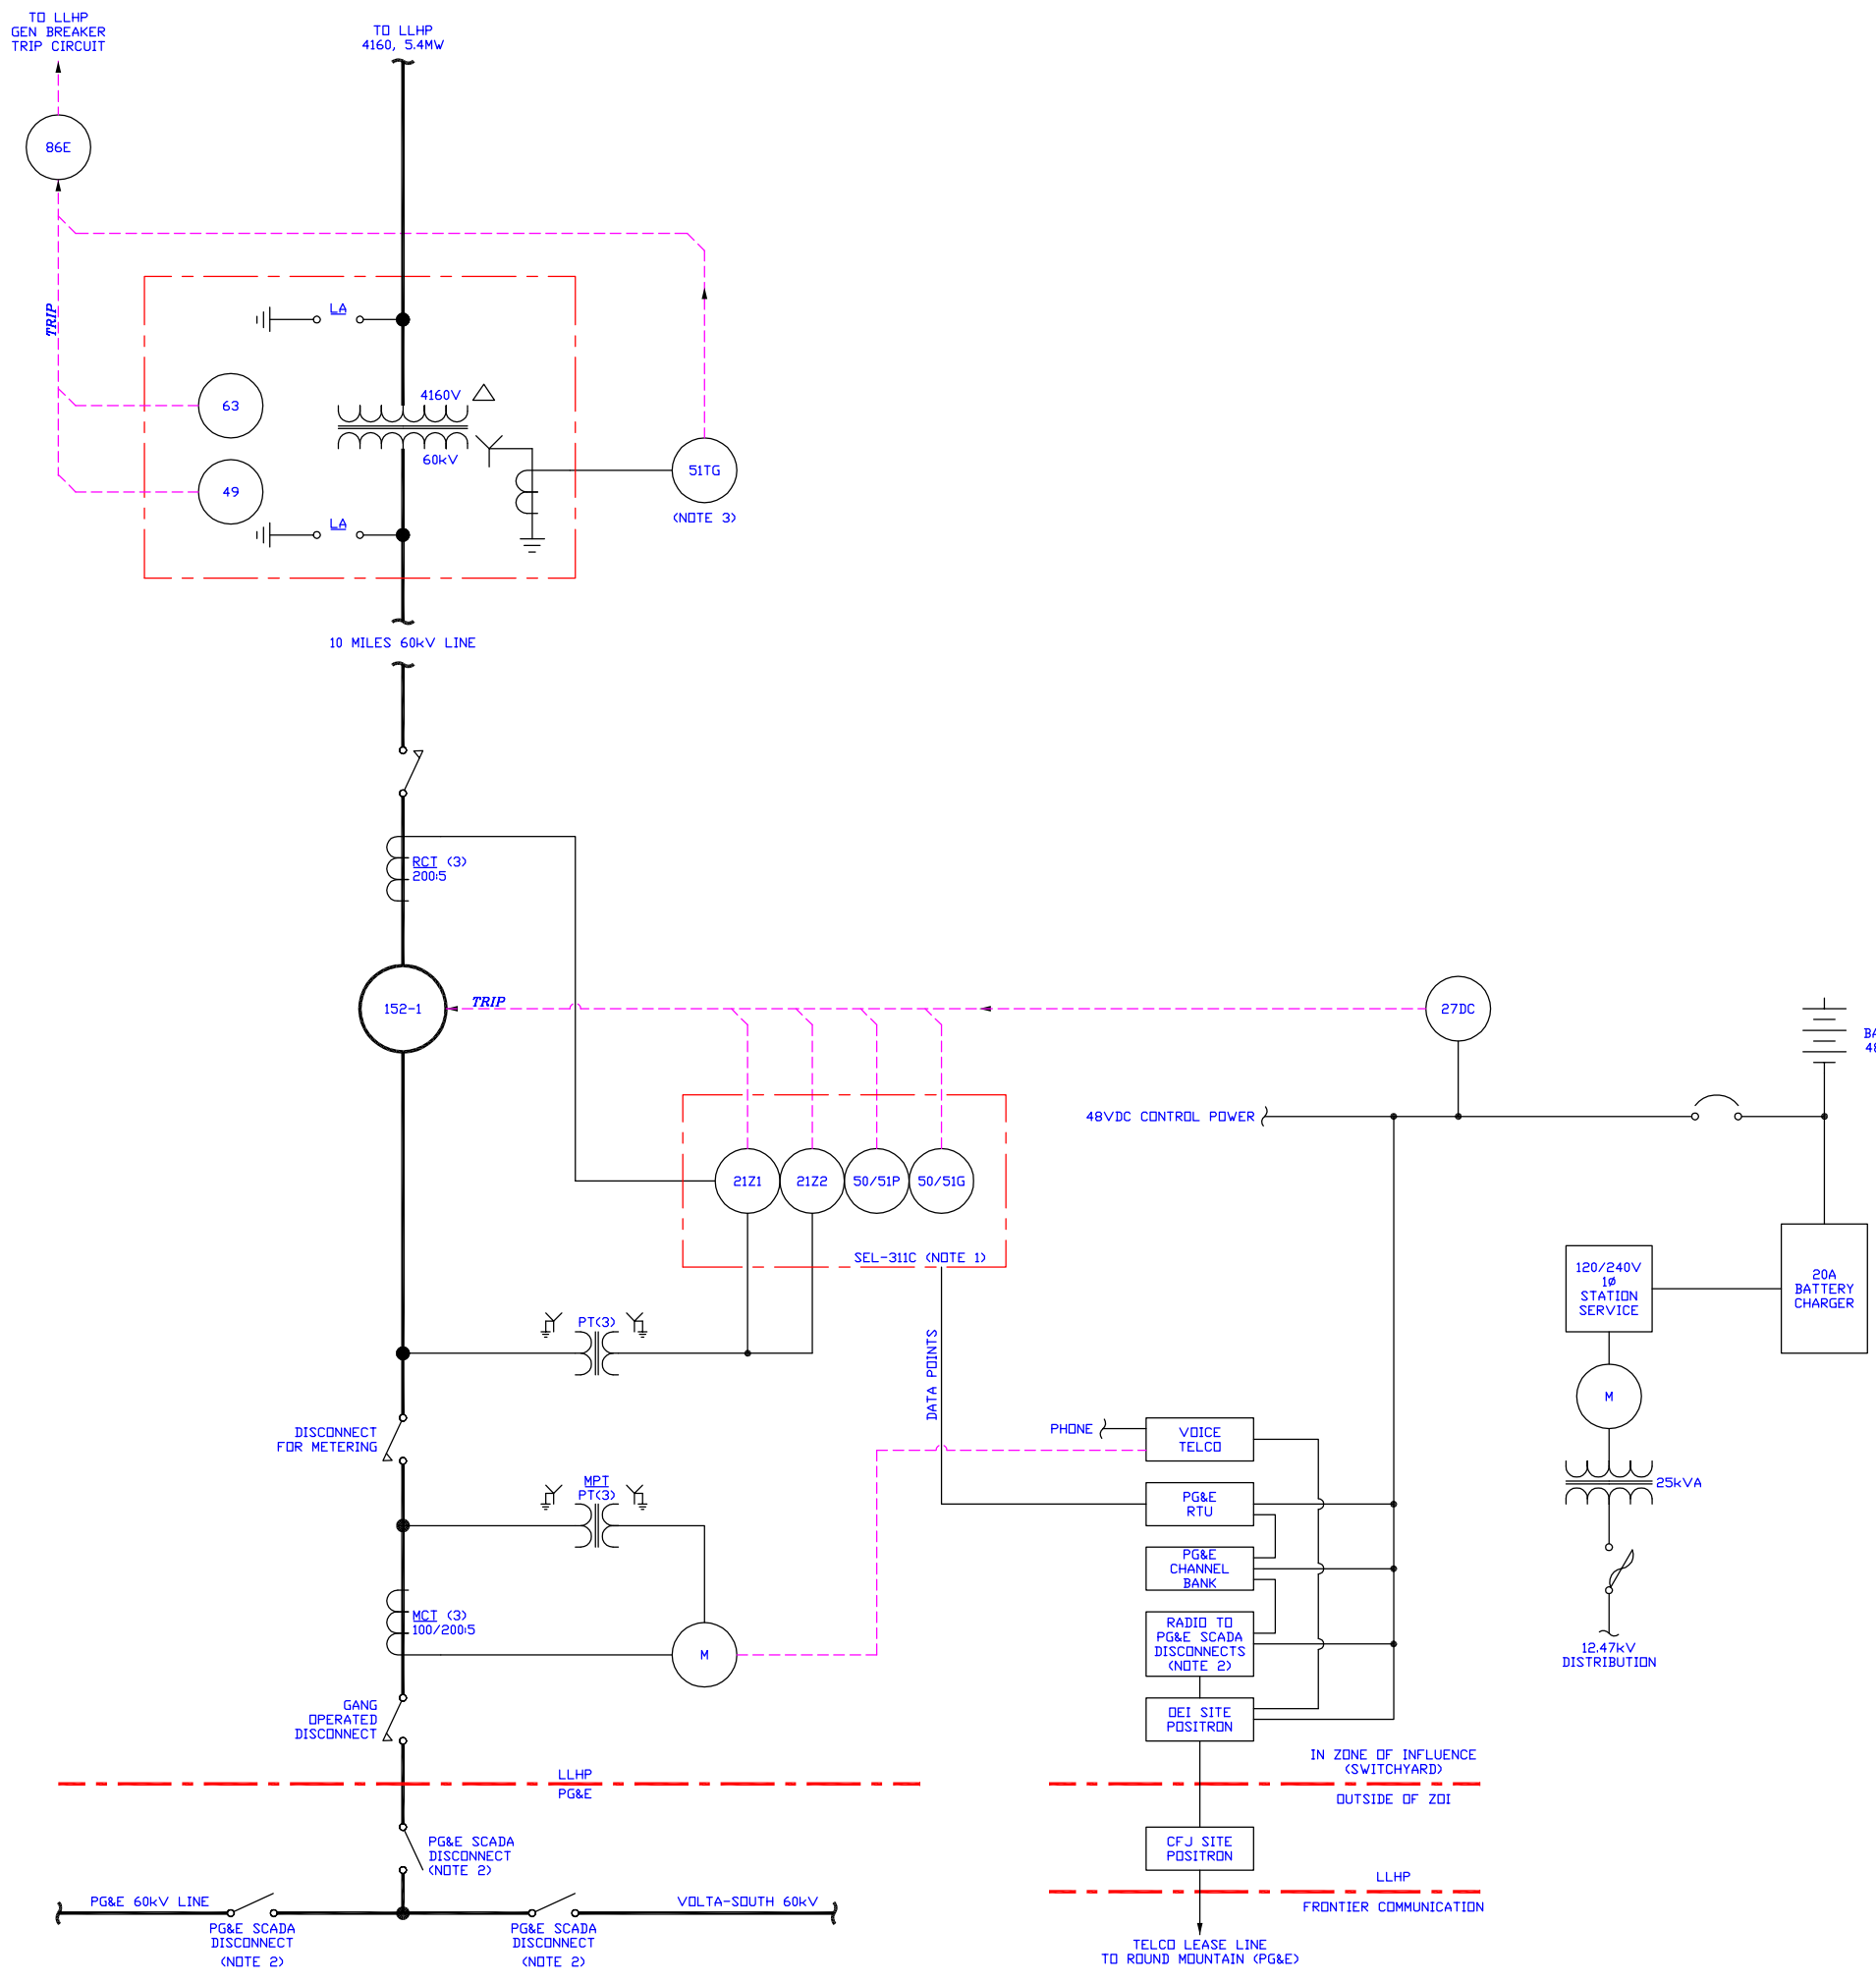 TO LLHP
GEN BREAKER
TRIP CIRCUIT
TO LLHP
4160, 5.4MW
86E
TRIP
LA
63
4160V
60kV
49
51TG
(NOTE 3)
LA
10 MILES 60kV LINE
RCT (3)
200:5
152-1
TRIP
27DC
48VDC CONTROL POWER
21Z1
21Z2
50/51P
50/51G
SEL-311C (NOTE 1)
120/240V
1Ø
STATION
SERVICE
20A
BATTERY
CHARGER
PT(3)
DATA POINTS
M
DISCONNECT
FOR METERING
PHONE
VOICE
TELCO
MPT
PT(3)
PG&E
RTU
25kVA
PG&E
CHANNEL
BANK
MCT (3)
100/200:5
M
RADIO TO
PG&E SCADA
DISCONNECTS
(NOTE 2)
12.47kV
DISTRIBUTION
GANG
OPERATED
DISCONNECT
OEI SITE
POSITRON
IN ZONE OF INFLUENCE
(SWITCHYARD)
LLHP
PG&E
OUTSIDE OF ZOI
PG&E SCADA
DISCONNECT
(NOTE 2)
CFJ SITE
POSITRON
LLHP
FRONTIER COMMUNICATION
PG&E 60kV LINE
VOLTA-SOUTH 60kV
PG&E SCADA
DISCONNECT
(NOTE 2)
PG&E SCADA
DISCONNECT
(NOTE 2)
TELCO LEASE LINE
TO ROUND MOUNTAIN (PG&E)